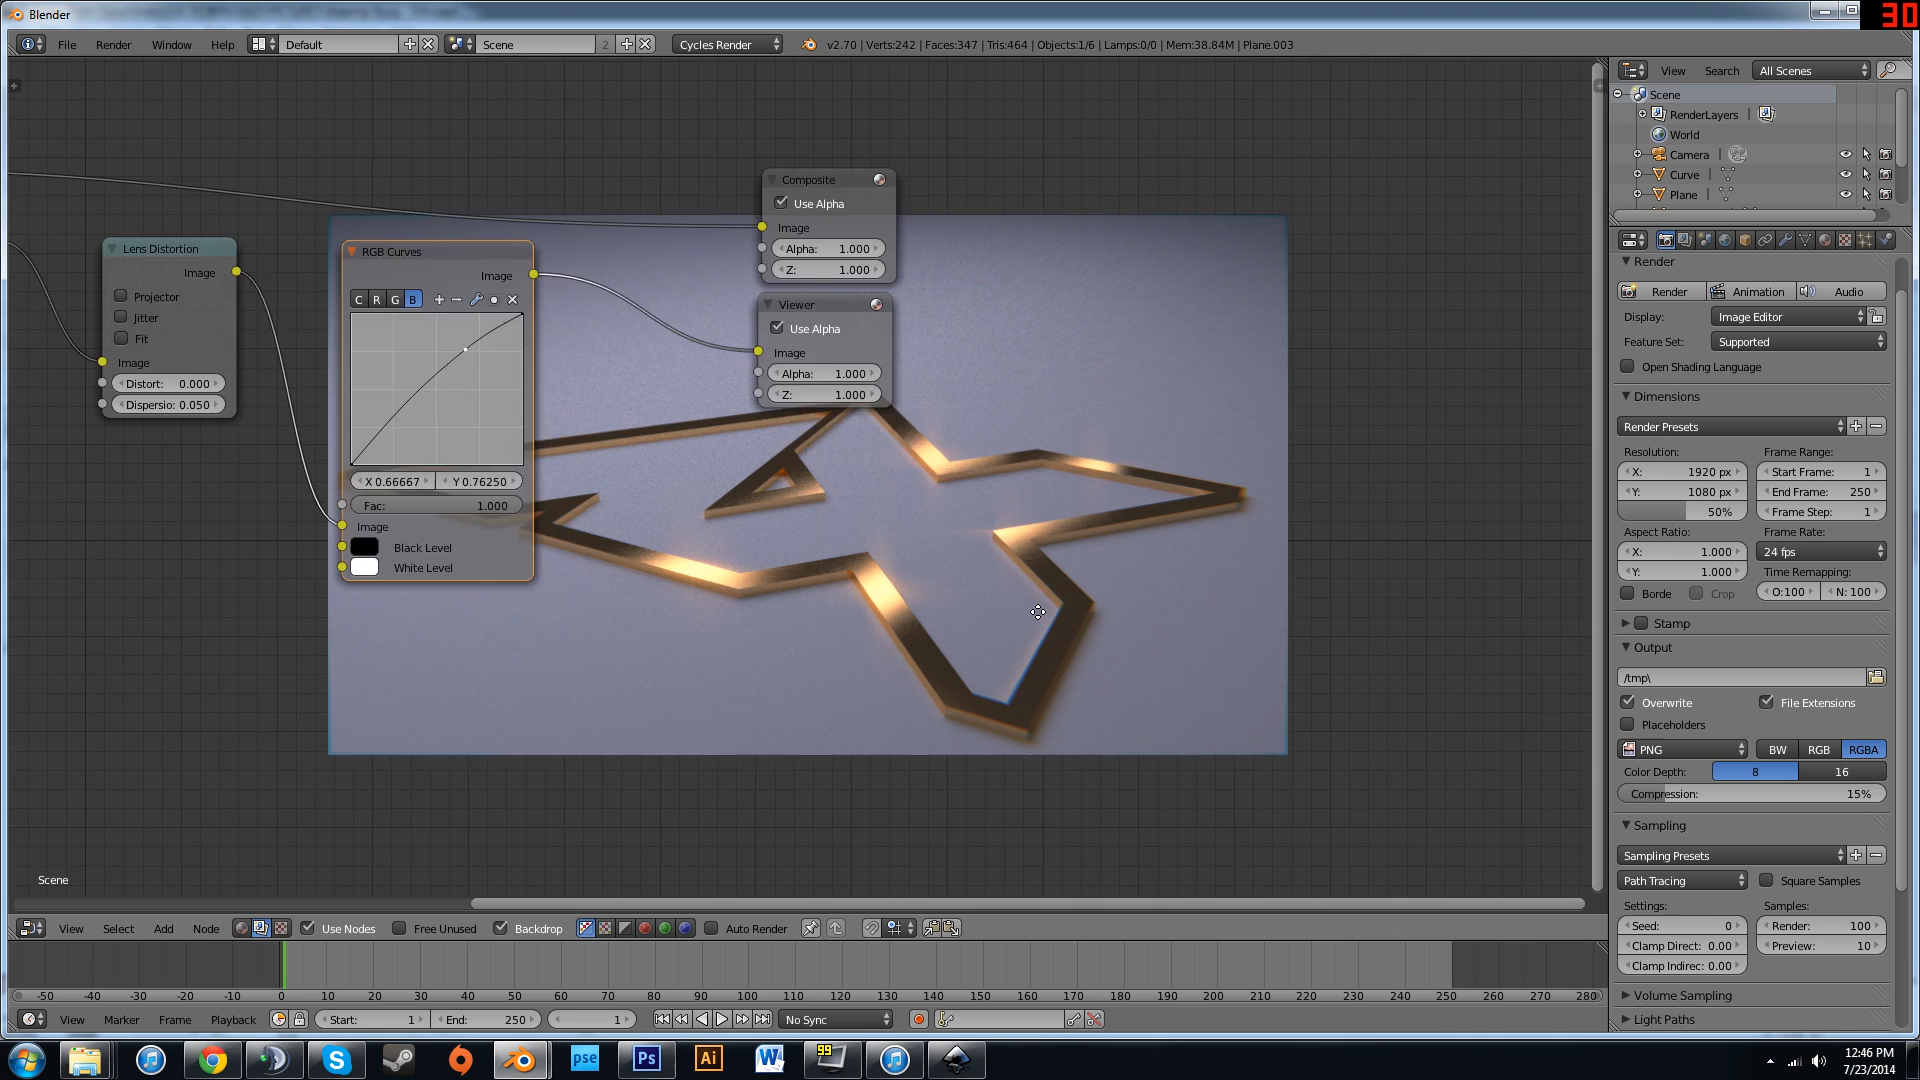 Blender
30
File Render Window Help Default Scene 2 Cycles Render v2.70 | Verts:242 | Faces:347 | Tris:464 | Objects:1/6 | Lamps:0/0 | Mem:38.84M | Plane.003
View Search All Scenes
Scene
RenderLayers |
World
Camera |
Curve |
Plane |
Composite
Use Alpha
Image
Alpha: 1.000
Z: 1.000
Viewer
Use Alpha
Image
Alpha: 1.000
Z: 1.000
Lens Distortion
Image
Projector
Jitter
Fit
Image
Distort: 0.000
Dispersio: 0.050
RGB Curves
Image
C R G B
X 0.66667 Y 0.76250
Fac: 1.000
Image
Black Level
White Level
Scene
Render
Render Animation Audio
Display: Image Editor
Feature Set: Supported
Open Shading Language
Dimensions
Render Presets
Resolution: Frame Range:
X: 1920 px Start Frame: 1
Y: 1080 px End Frame: 250
50% Frame Step: 1
Aspect Ratio: Frame Rate:
X: 1.000 24 fps
Y: 1.000 Time Remapping:
Borde Crop O:100 N: 100
Stamp
Output
/tmp\
Overwrite File Extensions
Placeholders
PNG BW RGB RGBA
Color Depth: 8 16
Compression: 15%
Sampling
Sampling Presets
Path Tracing Square Samples
Settings: Samples:
Seed: 0 Render: 100
Clamp Direct: 0.00 Preview: 10
Clamp Indirec: 0.00
Volume Sampling
Light Paths
View Select Add Node Use Nodes Free Unused Backdrop Auto Render
-50 -40 -30 -20 -10 0 10 20 30 40 50 60 70 80 90 100 110 120 130 140 150 160 170 180 190 200 210 220 230 240 250 260 270 280
View Marker Frame Playback Start: 1 End: 250 1 No Sync
pse Ps Ai W 99
12:46 PM
7/23/2014